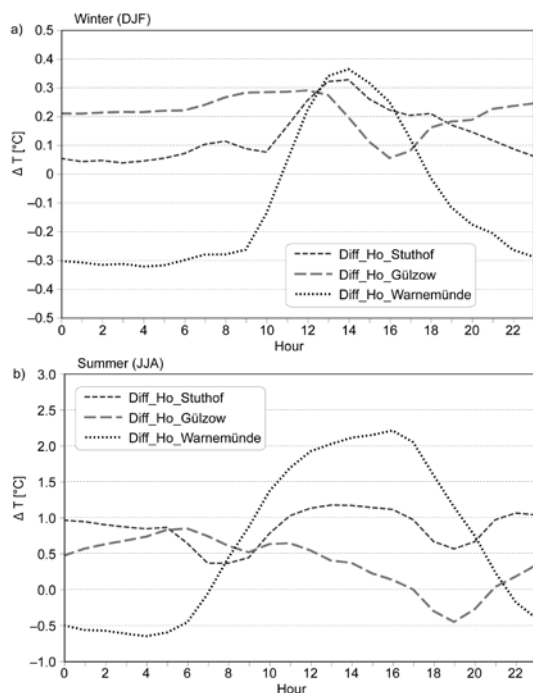 a)
Winter (DJF)
Δ T [°C]
0.5
0.4
0.3
0.2
0.1
0
–0.1
–0.2
–0.3
–0.4
–0.5
Diff_Ho_Stuthof
Diff_Ho_Gülzow
Diff_Ho_Warnemünde
0 2 4 6 8 10 12 14 16 18 20 22
Hour
b)
Summer (JJA)
Δ T [°C]
3.0
2.5
2.0
1.5
1.0
0.5
0.0
–0.5
–1.0
Diff_Ho_Stuthof
Diff_Ho_Gülzow
Diff_Ho_Warnemünde
0 2 4 6 8 10 12 14 16 18 20 22
Hour